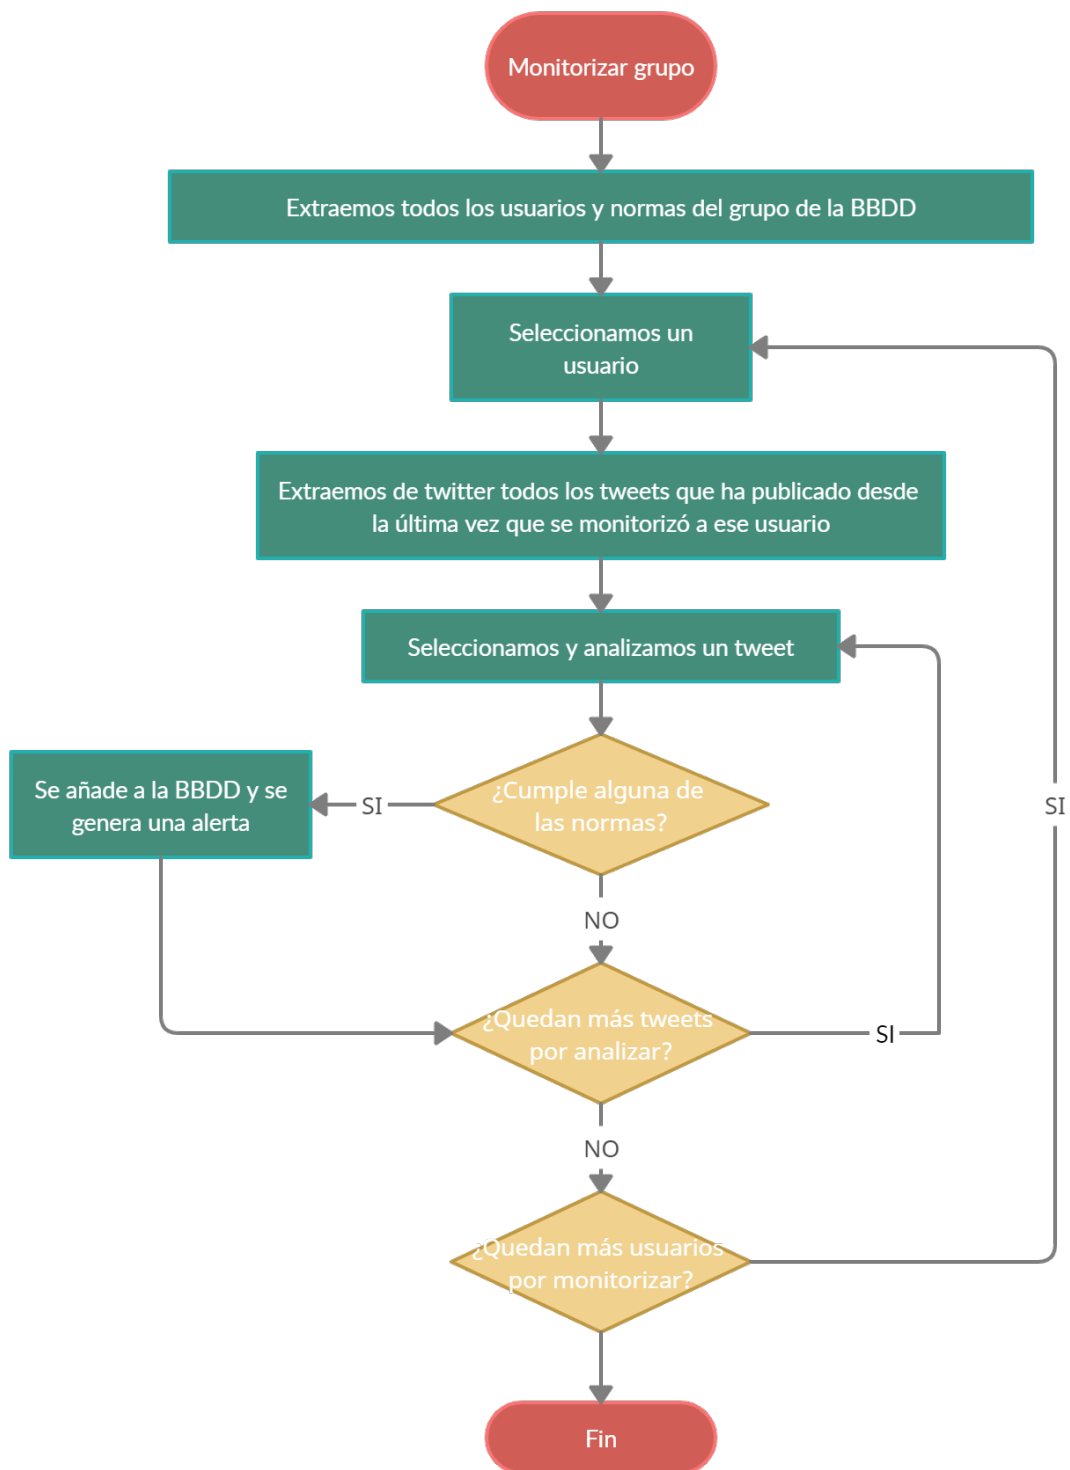 Monitorizar grupo
Extraemos todos los usuarios y normas del grupo de la BBDD
Seleccionamos un
usuario
Extraemos de twitter todos los tweets que ha publicado desde
la última vez que se monitorizó a ese usuario
Seleccionamos y analizamos un tweet
¿Cumple alguna de
las normas?
SI
Se añade a la BBDD y se
genera una alerta
NO
¿Quedan más tweets
por analizar?
SI
NO
¿Quedan más usuarios
por monitorizar?
SI
Fin